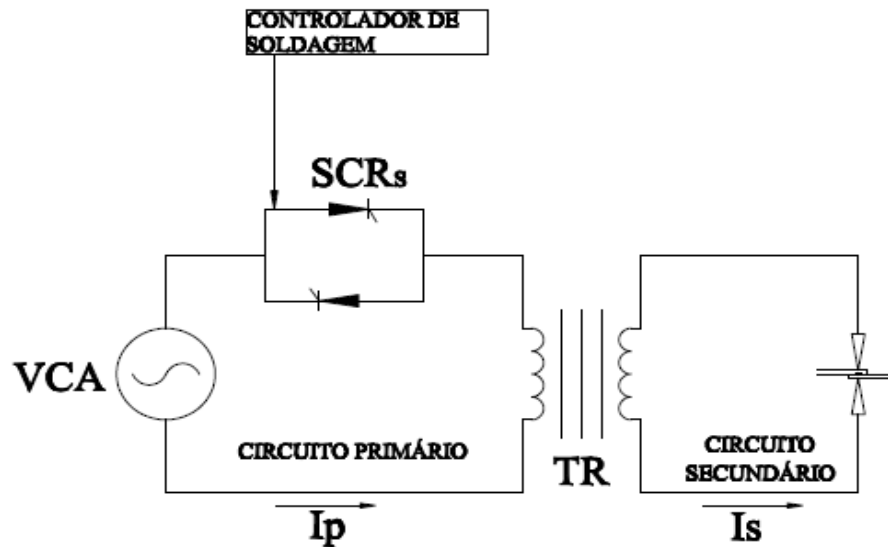 CONTROLADOR DE
SOLDAGEM
SCRs
VCA
CIRCUITO PRIMÁRIO
TR
CIRCUITO
SECUNDÁRIO
Ip
Is